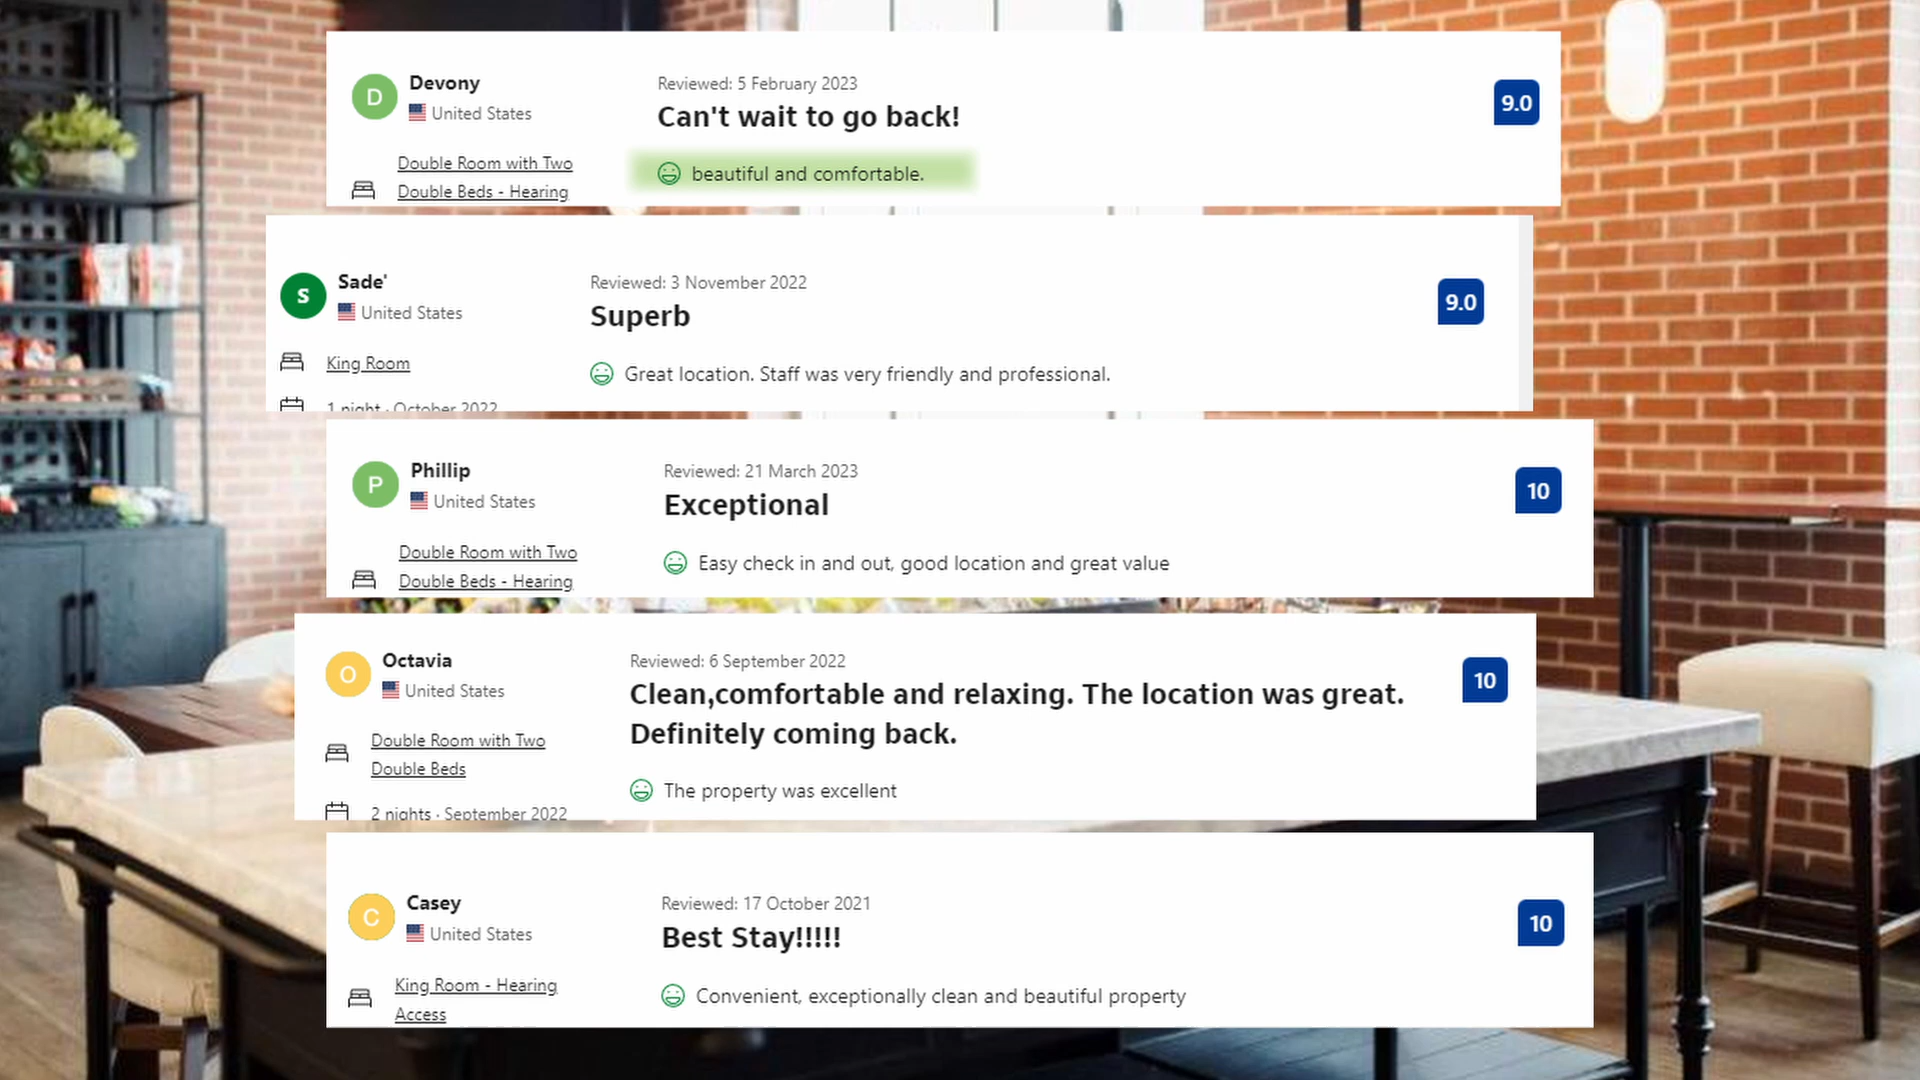 D
Devony
United States
Double Room with Two
Double Beds - Hearing
Reviewed: 5 February 2023
Can't wait to go back!
beautiful and comfortable.
9.0
S
Sade'
United States
King Room
1 night · October 2022
Reviewed: 3 November 2022
Superb
Great location. Staff was very friendly and professional.
9.0
P
Phillip
United States
Double Room with Two
Double Beds - Hearing
Reviewed: 21 March 2023
Exceptional
Easy check in and out, good location and great value
10
O
Octavia
United States
Double Room with Two
Double Beds
2 nights · September 2022
Reviewed: 6 September 2022
Clean,comfortable and relaxing. The location was great.
Definitely coming back.
The property was excellent
10
C
Casey
United States
King Room - Hearing
Access
Reviewed: 17 October 2021
Best Stay!!!!!
Convenient, exceptionally clean and beautiful property
10